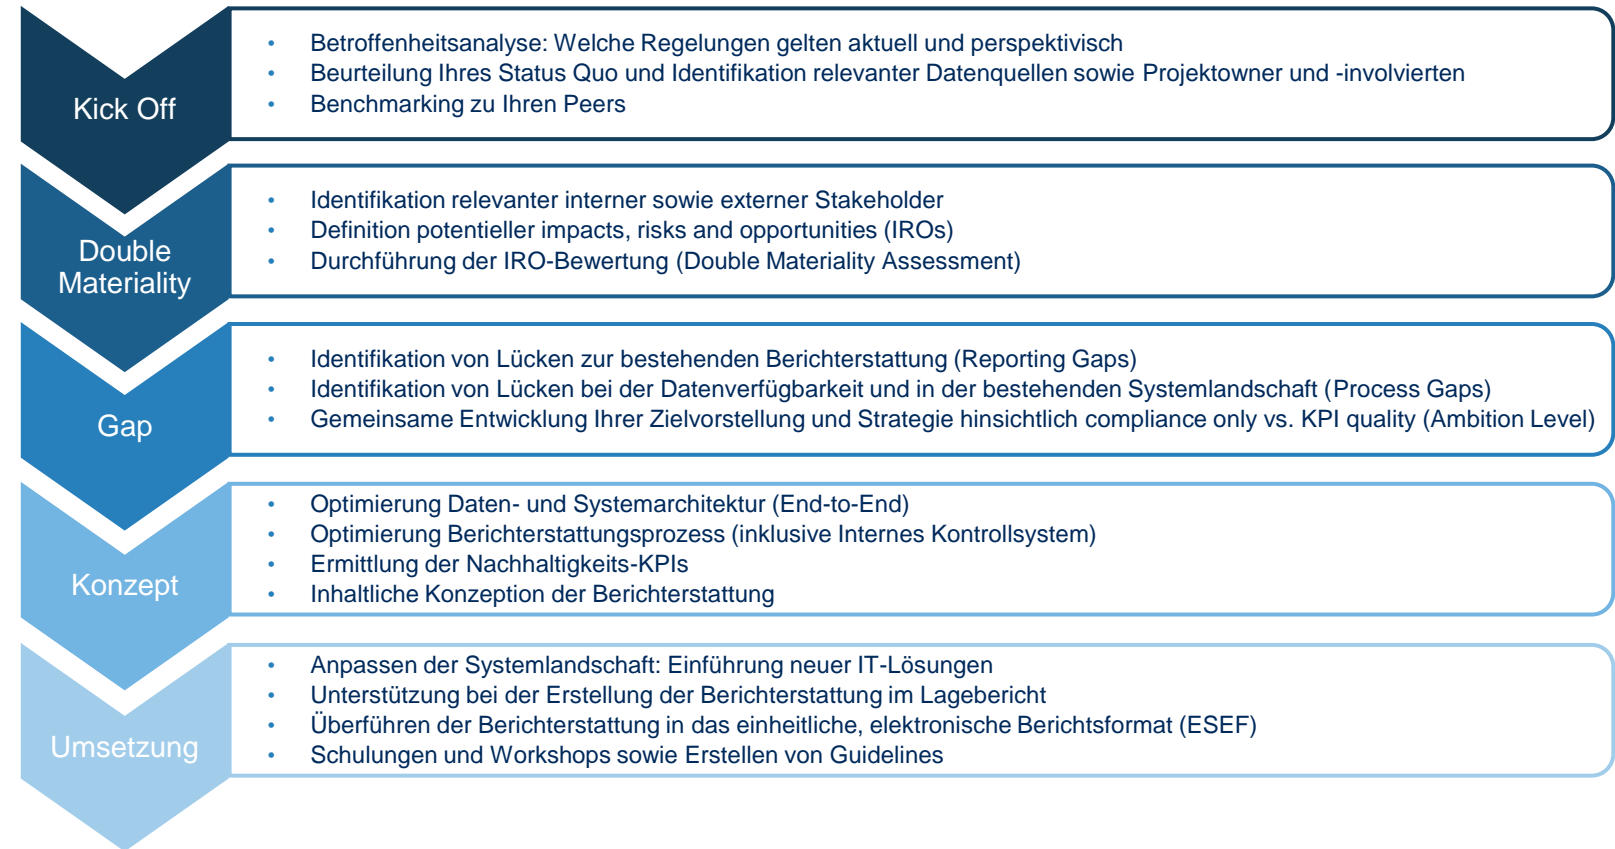 Kick Off
• Betroffenheitsanalyse: Welche Regelungen gelten aktuell und perspektivisch
• Beurteilung Ihres Status Quo und Identifikation relevanter Datenquellen sowie Projektowner und -involvierten
• Benchmarking zu Ihren Peers
Double
Materiality
• Identifikation relevanter interner sowie externer Stakeholder
• Definition potentieller impacts, risks and opportunities (IROs)
• Durchführung der IRO-Bewertung (Double Materiality Assessment)
Gap
• Identifikation von Lücken zur bestehenden Berichterstattung (Reporting Gaps)
• Identifikation von Lücken bei der Datenverfügbarkeit und in der bestehenden Systemlandschaft (Process Gaps)
• Gemeinsame Entwicklung Ihrer Zielvorstellung und Strategie hinsichtlich compliance only vs. KPI quality (Ambition Level)
Konzept
• Optimierung Daten- und Systemarchitektur (End-to-End)
• Optimierung Berichterstattungsprozess (inklusive Internes Kontrollsystem)
• Ermittlung der Nachhaltigkeits-KPIs
• Inhaltliche Konzeption der Berichterstattung
Umsetzung
• Anpassen der Systemlandschaft: Einführung neuer IT-Lösungen
• Unterstützung bei der Erstellung der Berichterstattung im Lagebericht
• Überführen der Berichterstattung in das einheitliche, elektronische Berichtsformat (ESEF)
• Schulungen und Workshops sowie Erstellen von Guidelines